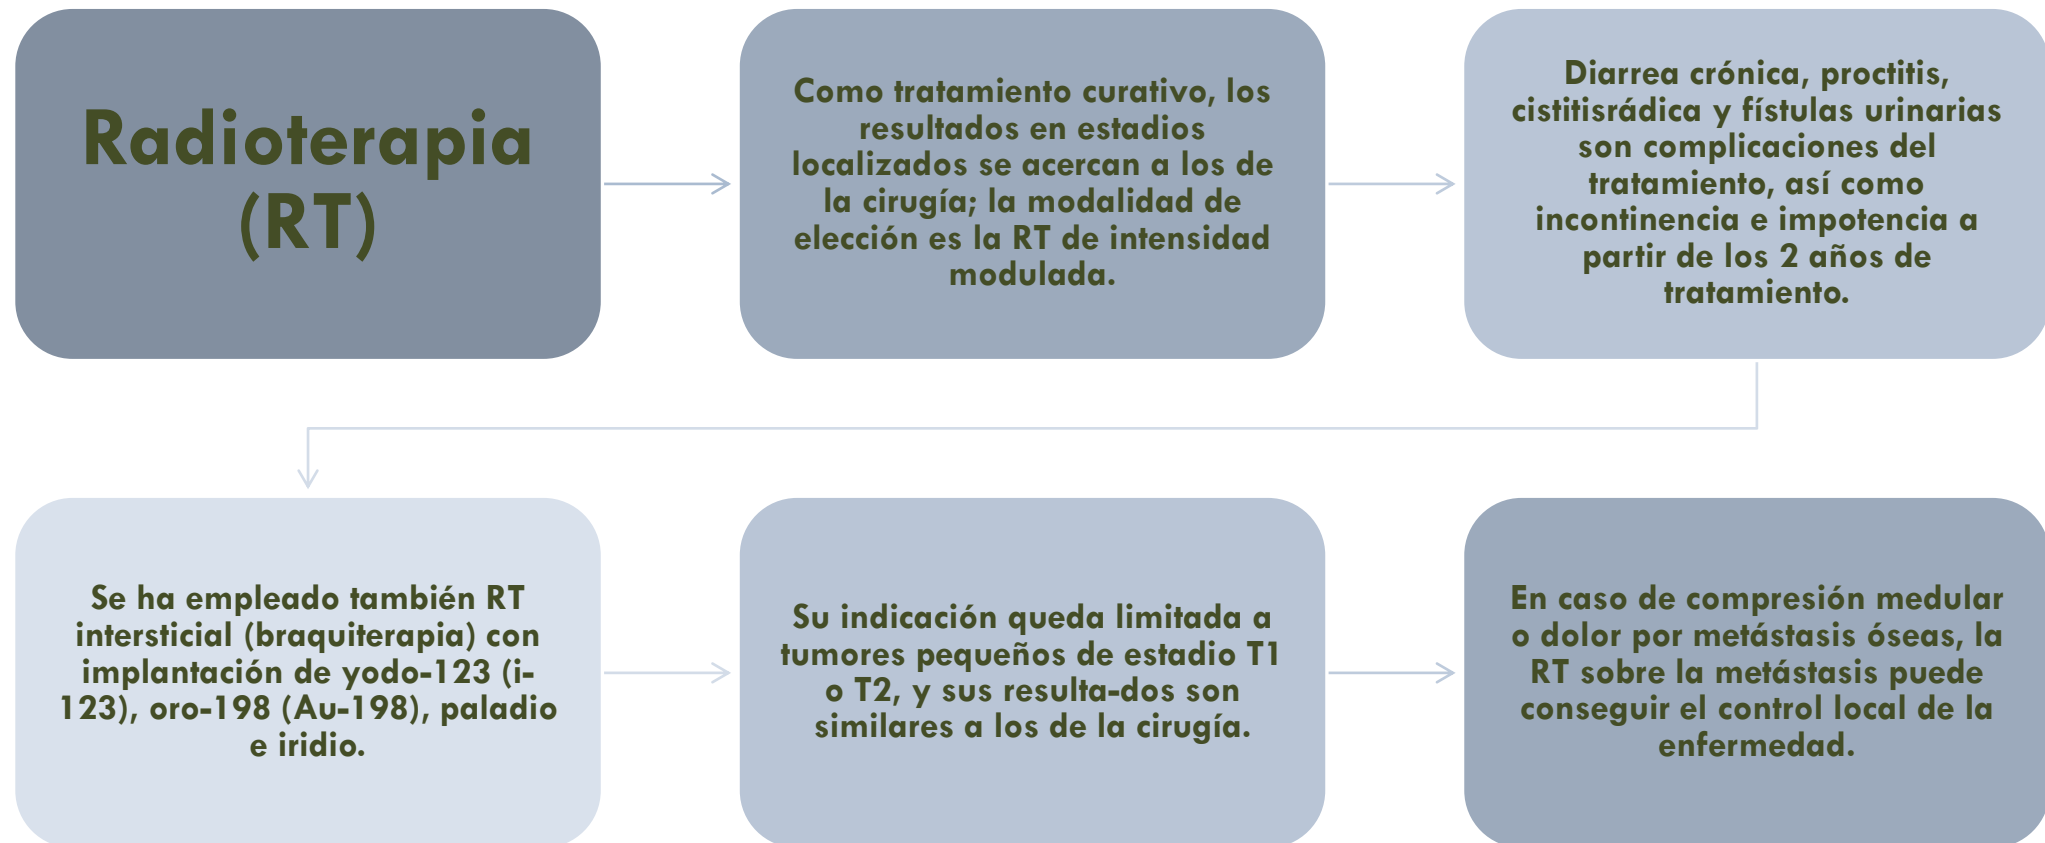 Radioterapia
(RT)
Como tratamiento curativo, los
resultados en estadios
localizados se acercan a los de
la cirugía; la modalidad de
elección es la RT de intensidad
modulada.
Diarrea crónica, proctitis,
cistitisrádica y fístulas urinarias
son complicaciones del
tratamiento, así como
incontinencia e impotencia a
partir de los 2 años de
tratamiento.
Se ha empleado también RT
intersticial (braquiterapia) con
implantación de yodo-123 (i-
123), oro-198 (Au-198), paladio
e iridio.
Su indicación queda limitada a
tumores pequeños de estadio T1
o T2, y sus resulta-dos son
similares a los de la cirugía.
En caso de compresión medular
o dolor por metástasis óseas, la
RT sobre la metástasis puede
conseguir el control local de la
enfermedad.